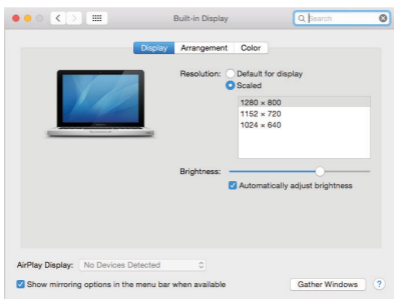 Built-in Display
Search
Display Arrangement Color
Resolution: Default for display
Scaled
1280 × 800
1152 × 720
1024 × 640
Brightness:
Automatically adjust brightness
AirPlay Display: No Devices Detected
Show mirroring options in the menu bar when available
Gather Windows ?